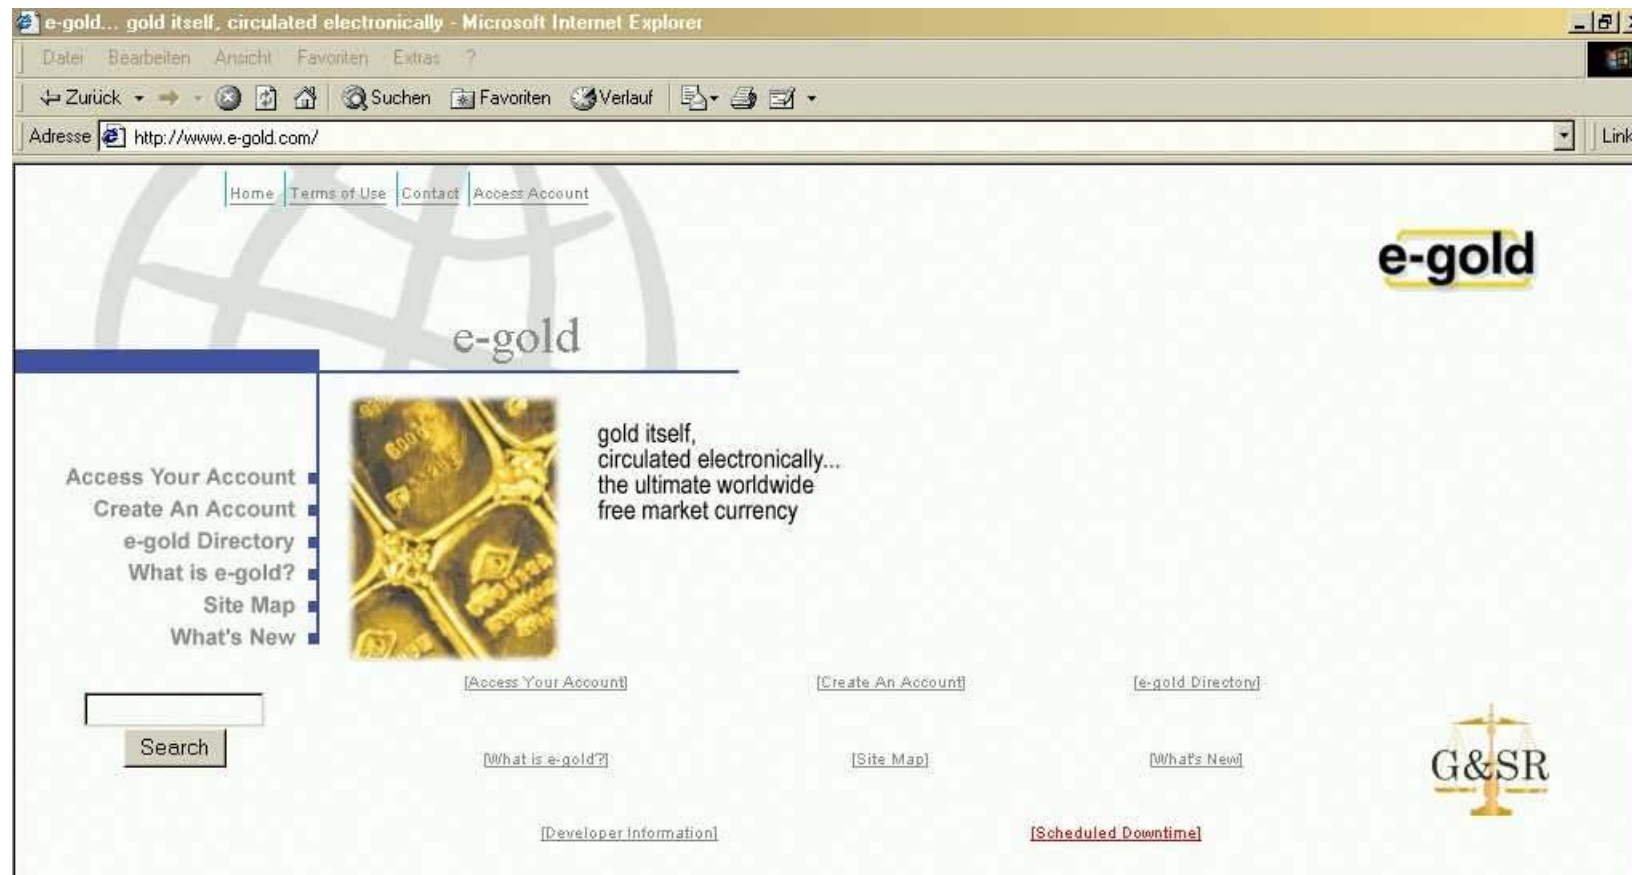 e-gold... gold itself, circulated electronically - Microsoft Internet Explorer
Datei Bearbeiten Ansicht Favoriten Extras ?
Zurück Suchen Favoriten Verlauf
Adresse http://www.e-gold.com/ Link
Home Terms of Use Contact Access Account
e-gold
e-gold
gold itself,
circulated electronically...
the ultimate worldwide
free market currency
Access Your Account
Create An Account
e-gold Directory
What is e-gold?
Site Map
What's New
Search
[Access Your Account] [Create An Account] [e-gold Directory]
[What is e-gold?] [Site Map] [What's New]
G&SR
[Developer Information] [Scheduled Downtime]